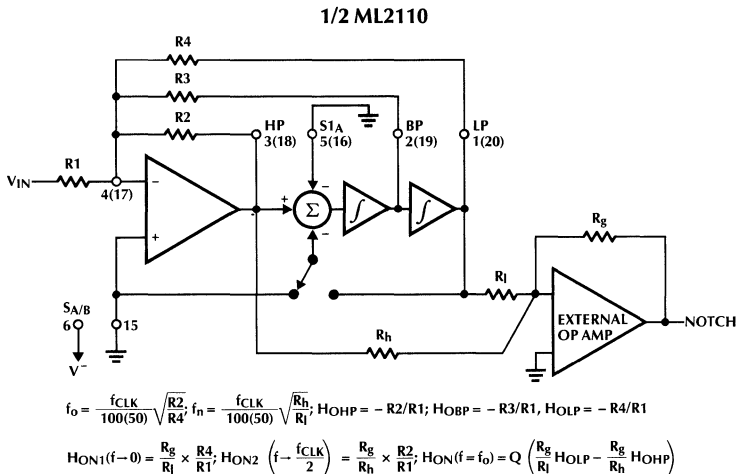 1/2 ML2110
R4
R3
R2
HP
3(18)
S1A
5(16)
BP
2(19)
LP
1(20)
R1
VIN
4(17)
−
+
+
−
Σ
−
∫
∫
Rg
Rl
SA/B
6
15
V−
Rh
EXTERNAL
OP AMP
NOTCH
fo = fCLK/100(50) √(R2/R4); fn = fCLK/100(50) √(Rh/Rl); HOHP = − R2/R1; HOBP = − R3/R1, HOLP = − R4/R1
HON1(f→0) = Rg/Rl × R4/R1; HON2 (f→ fCLK/2) = Rg/Rh × R2/R1; HON(f = fo) = Q (Rg/Rl HOLP − Rg/Rh HOHP)